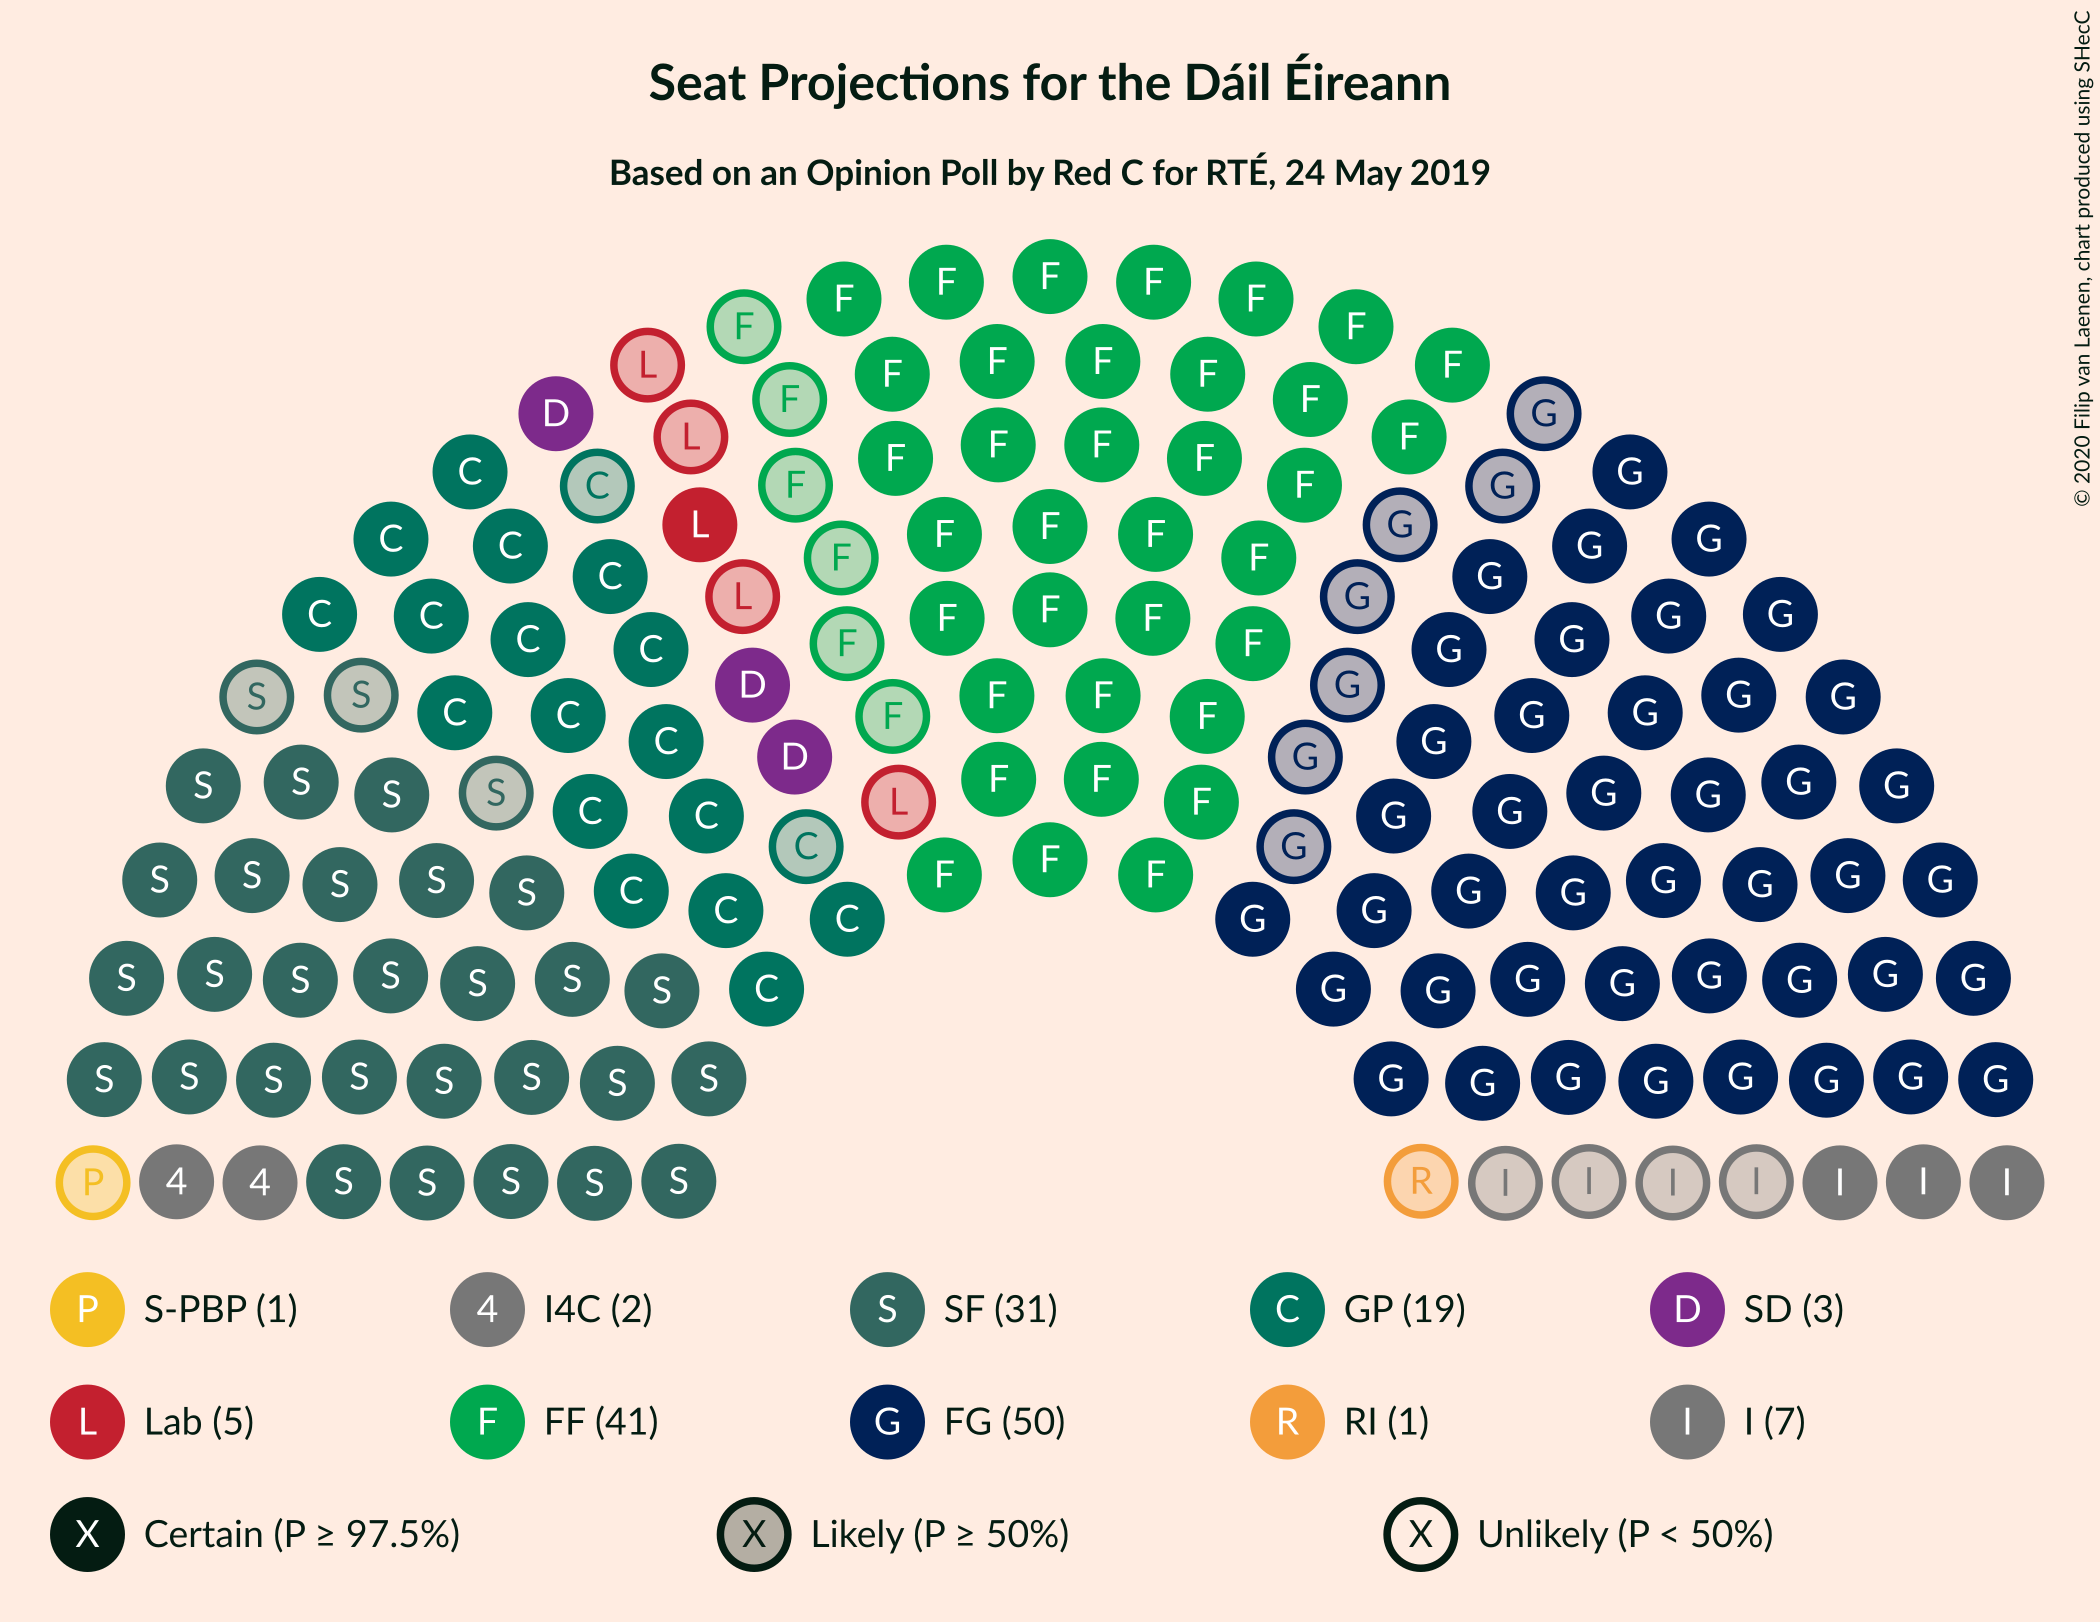 Seat Projections for the Dáil Éireann
Based on an Opinion Poll by Red C for RTÉ, 24 May 2019
© 2020 Filip van Laenen, chart produced using SHecC
F F F F F F F F
L F F F F F F F
D L F F F F F F G
C C L F F F F F G G
C C C L F F F F G G G
C C C C D F F F F G G G G
S S C C C D F F F F G G G G G
S S S S C C C L F F F G G G G G G
S S S S S C C C F F F G G G G G G G
S S S S S S S C G G G G G G G G
S S S S S S S S G G G G G G G G
P 4 4 S S S S S R I I I I I I I
P S-PBP (1) 4 I4C (2) S SF (31) C GP (19) D SD (3)
L Lab (5) F FF (41) G FG (50) R RI (1) I I (7)
X Certain (P ≥ 97.5%) X Likely (P ≥ 50%) X Unlikely (P < 50%)